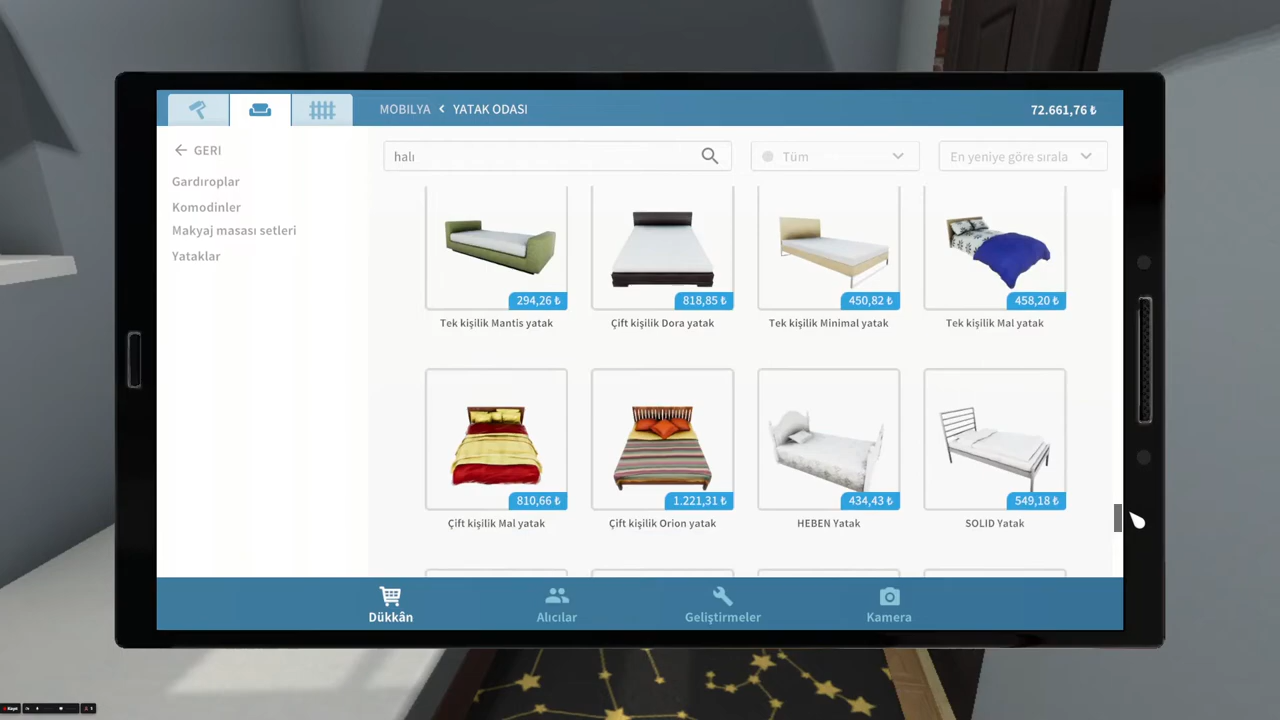 MOBILYA < YATAK ODASI
72.661,76 ₺
GERI
halı
Tüm
En yeniye göre sırala
Gardıroplar
Komodinler
Makyaj masası setleri
Yataklar
294,26 ₺
818,85 ₺
450,82 ₺
458,20 ₺
Tek kişilik Mantis yatak
Çift kişilik Dora yatak
Tek kişilik Minimal yatak
Tek kişilik Mal yatak
810,66 ₺
1.221,31 ₺
434,43 ₺
549,18 ₺
Çift kişilik Mal yatak
Çift kişilik Orion yatak
HEBEN Yatak
SOLID Yatak
Dükkân
Alıcılar
Geliştirmeler
Kamera